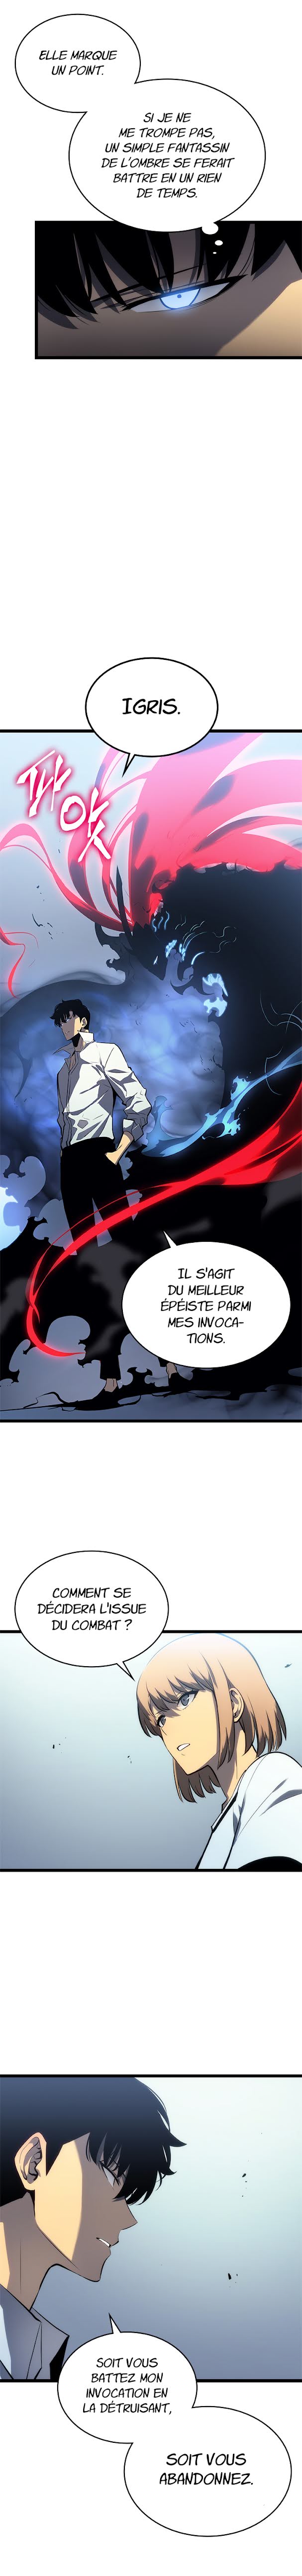 ELLE MARQUE
UN POINT.
SI JE NE
ME TROMPE PAS,
UN SIMPLE FANTASSIN
DE L'OMBRE SE FERAIT
BATTRE EN UN RIEN
DE TEMPS.
IGRIS.
파앗
IL S'AGIT
DU MEILLEUR
ÉPÉISTE PARMI
MES INVOCA-
TIONS.
COMMENT SE
DÉCIDERA L'ISSUE
DU COMBAT ?
SOIT VOUS
BATTEZ MON
INVOCATION EN
LA DÉTRUISANT,
SOIT VOUS
ABANDONNEZ.